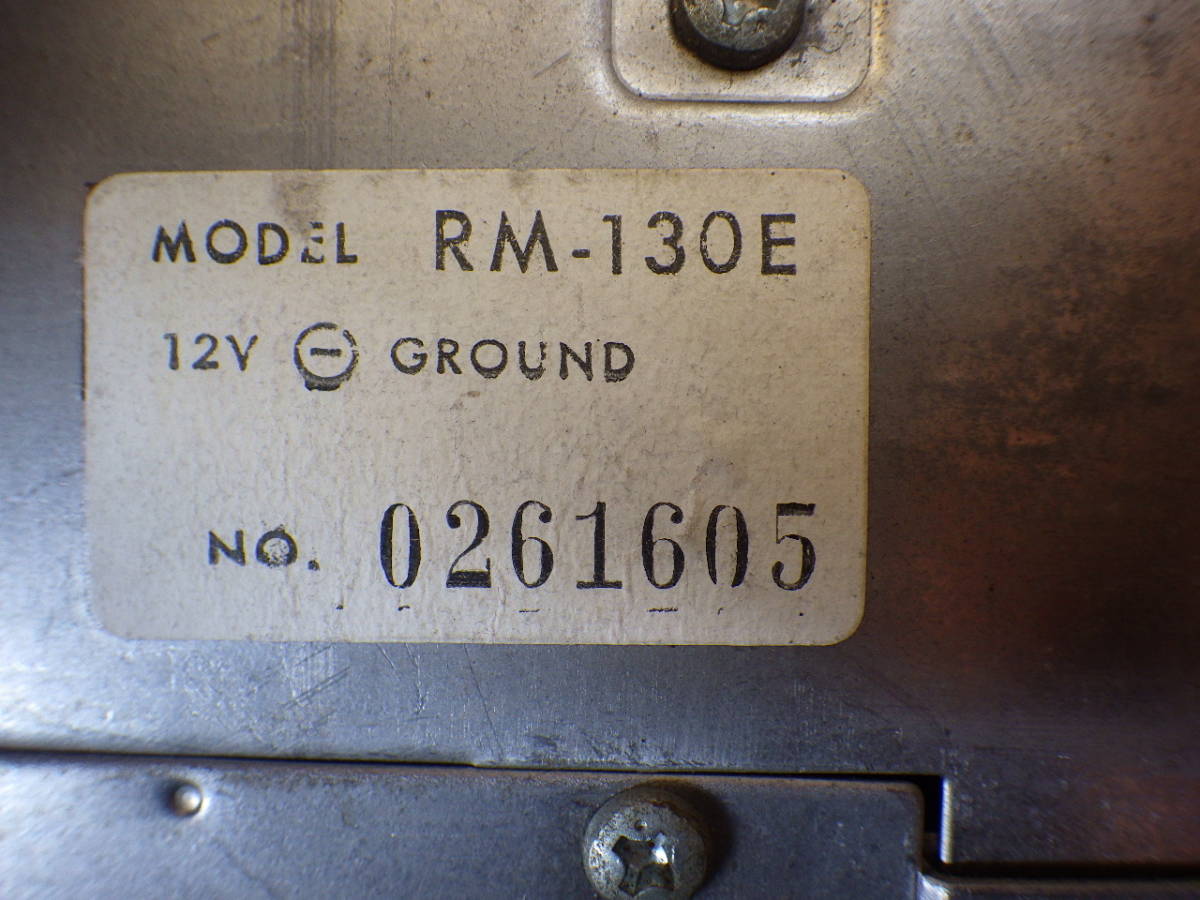 MODEL RM-130E
12V ⊖ GROUND
NO. 0261605